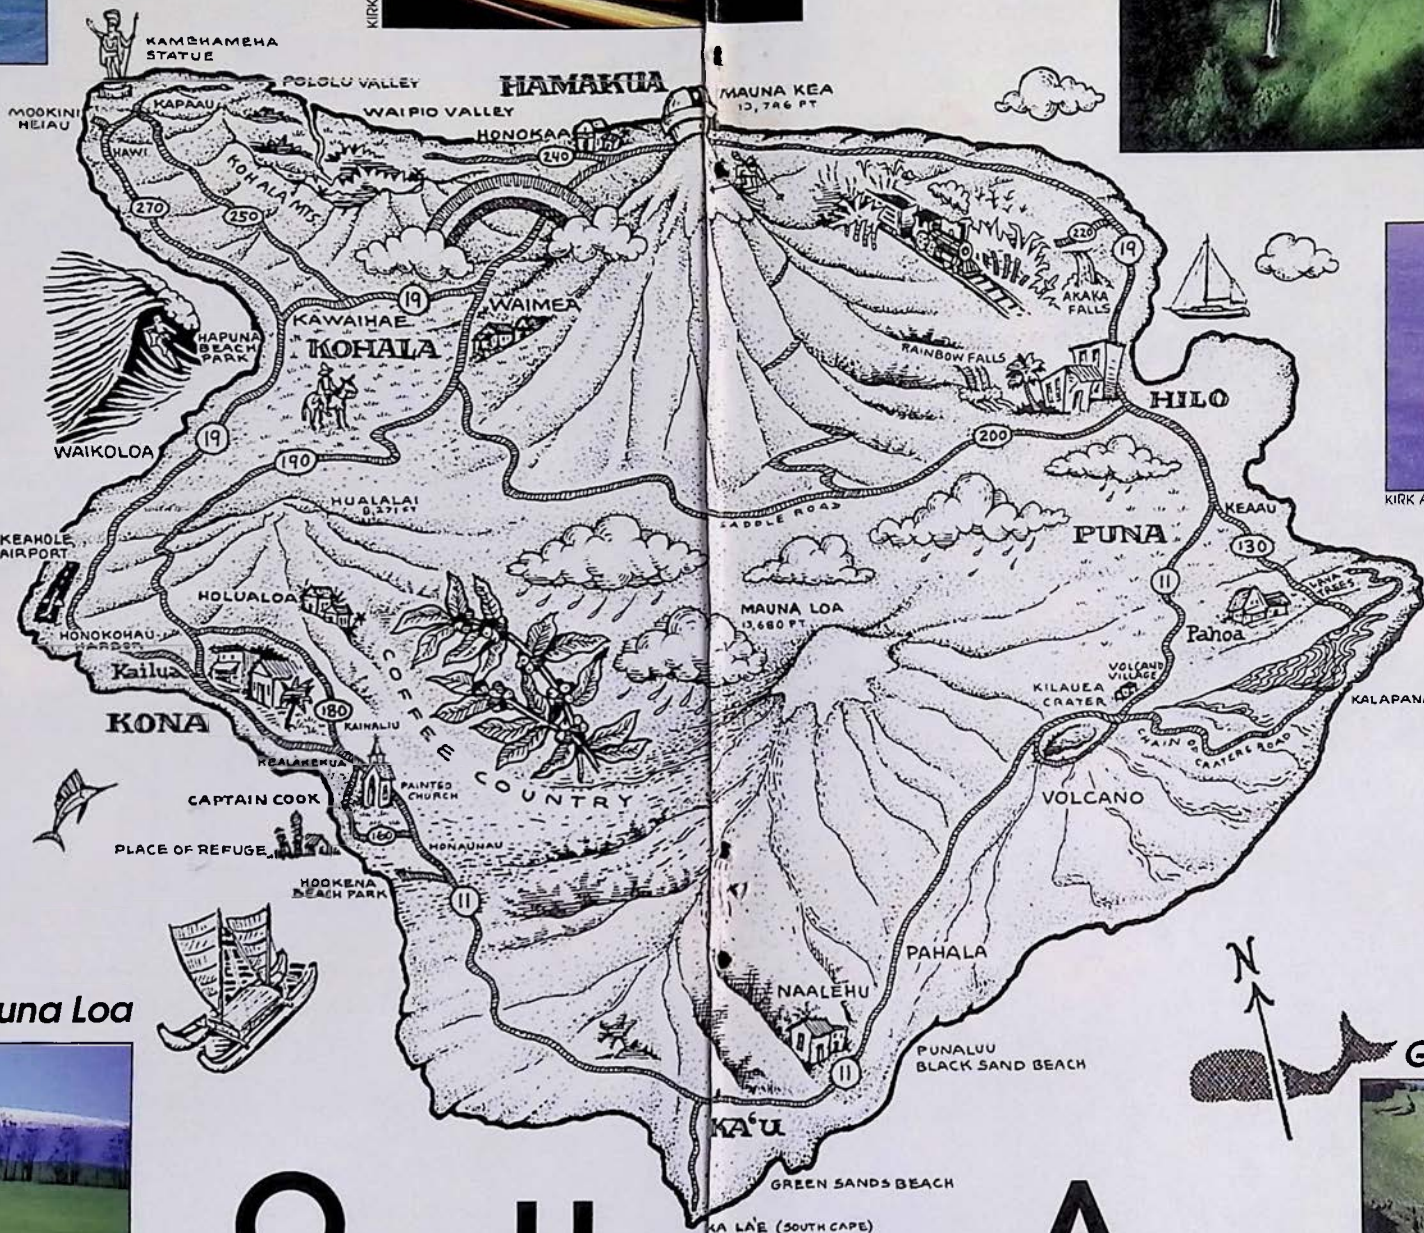 KIRK
KAMEHAMEHA
STATUE
POLOLU VALLEY
HAMAKUA
MAUNA KEA
13,796 FT
MOOKINI
HEIAU
KAPAAU
WAIPIO VALLEY
HONOKAA
240
HAWI
KOHALA MTS.
270
250
220
19
AKAKA
FALLS
19
WAIMEA
KAWAIHAE
HAPUNA
BEACH
PARK
KOHALA
RAINBOW FALLS
HILO
WAIKOLOA
19
190
200
HUALALAI
8,271 FT
SADDLE ROAD
KIRK A
KEAAU
KEAHOLE
AIRPORT
PUNA
130
11
LAVA
TREES
HOLUALOA
MAUNA LOA
13,680 FT
HONOKOHAU
HARBOR
Pahoa
Kailua
COFFEE COUNTRY
VOLCANO
VILLAGE
KILAUEA
CRATER
KALAPANA
KONA
180
KAINALIU
CHAIN OF
CRATERS ROAD
KEALAKEKUA
CAPTAIN COOK
PAINTED
CHURCH
VOLCANO
160
PLACE OF REFUGE
HONAUNAU
HOOKENA
BEACH PARK
11
PAHALA
N
NAALEHU
una Loa
PUNALUU
BLACK SAND BEACH
11
G
KA'U
GREEN SANDS BEACH
KA LA'E (SOUTH CAPE)